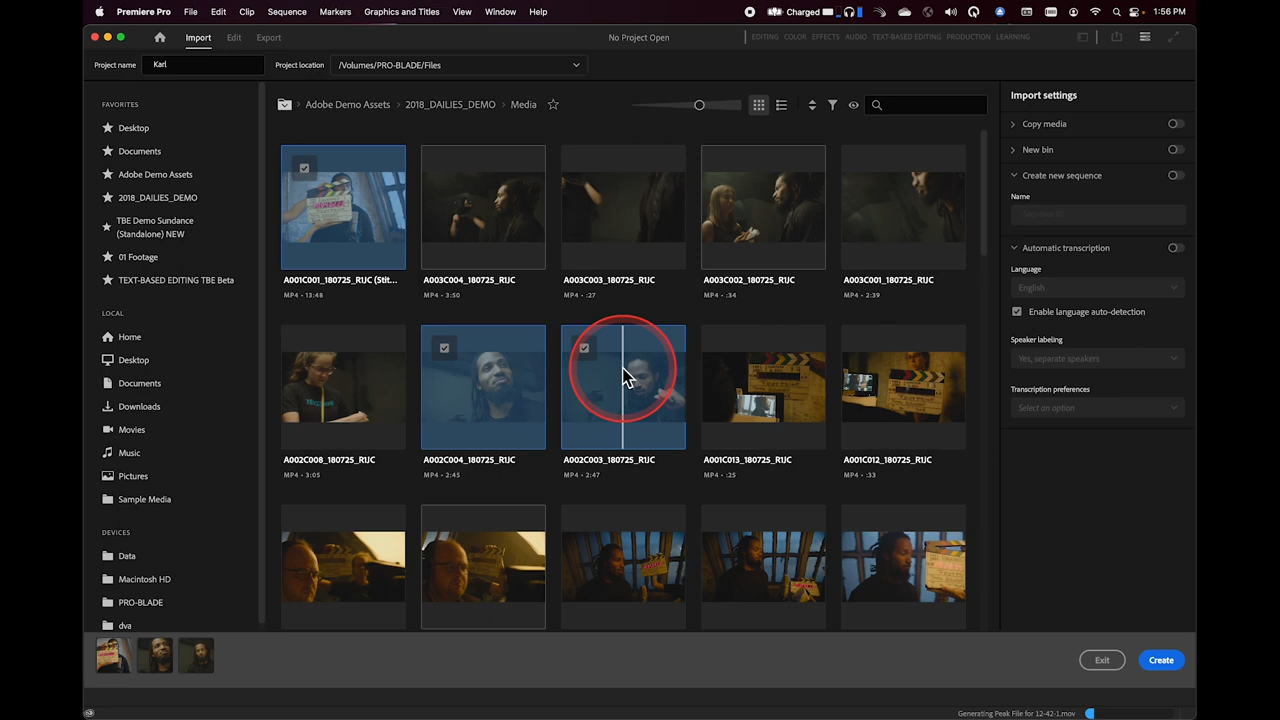 Premiere Pro File Edit Clip Sequence Markers Graphics and Titles View Window Help Charged 1:56 PM
Import Edit Export No Project Open EDITING COLOR EFFECTS AUDIO TEXT-BASED EDITING PRODUCTION LEARNING
Project name Karl Project location /Volumes/PRO-BLADE/Files
FAVORITES
Desktop
Documents
Adobe Demo Assets
2018_DAILIES_DEMO
TBE Demo Sundance
(Standalone) NEW
01 Footage
TEXT-BASED EDITING TBE Beta
LOCAL
Home
Desktop
Documents
Downloads
Movies
Music
Pictures
Sample Media
DEVICES
Data
Macintosh HD
PRO-BLADE
dva
Adobe Demo Assets > 2018_DAILIES_DEMO > Media
A001C001_180725_R1JC (Stit... A003C004_180725_R1JC A003C003_180725_R1JC A003C002_180725_R1JC A003C001_180725_R1JC
MP4 • 13:48 MP4 • 3:50 MP4 • :27 MP4 • :34 MP4 • 2:39
A002C008_180725_R1JC A002C004_180725_R1JC A002C003_180725_R1JC A001C013_180725_R1JC A001C012_180725_R1JC
MP4 • 3:05 MP4 • 2:45 MP4 • 2:47 MP4 • :25 MP4 • :33
Import settings
Copy media
New bin
Create new sequence
Name
Automatic transcription
Language
English
Enable language auto-detection
Speaker labeling
Yes, separate speakers
Transcription preferences
Select an option
Exit Create
Generating Peak File for 12-42-1.mov